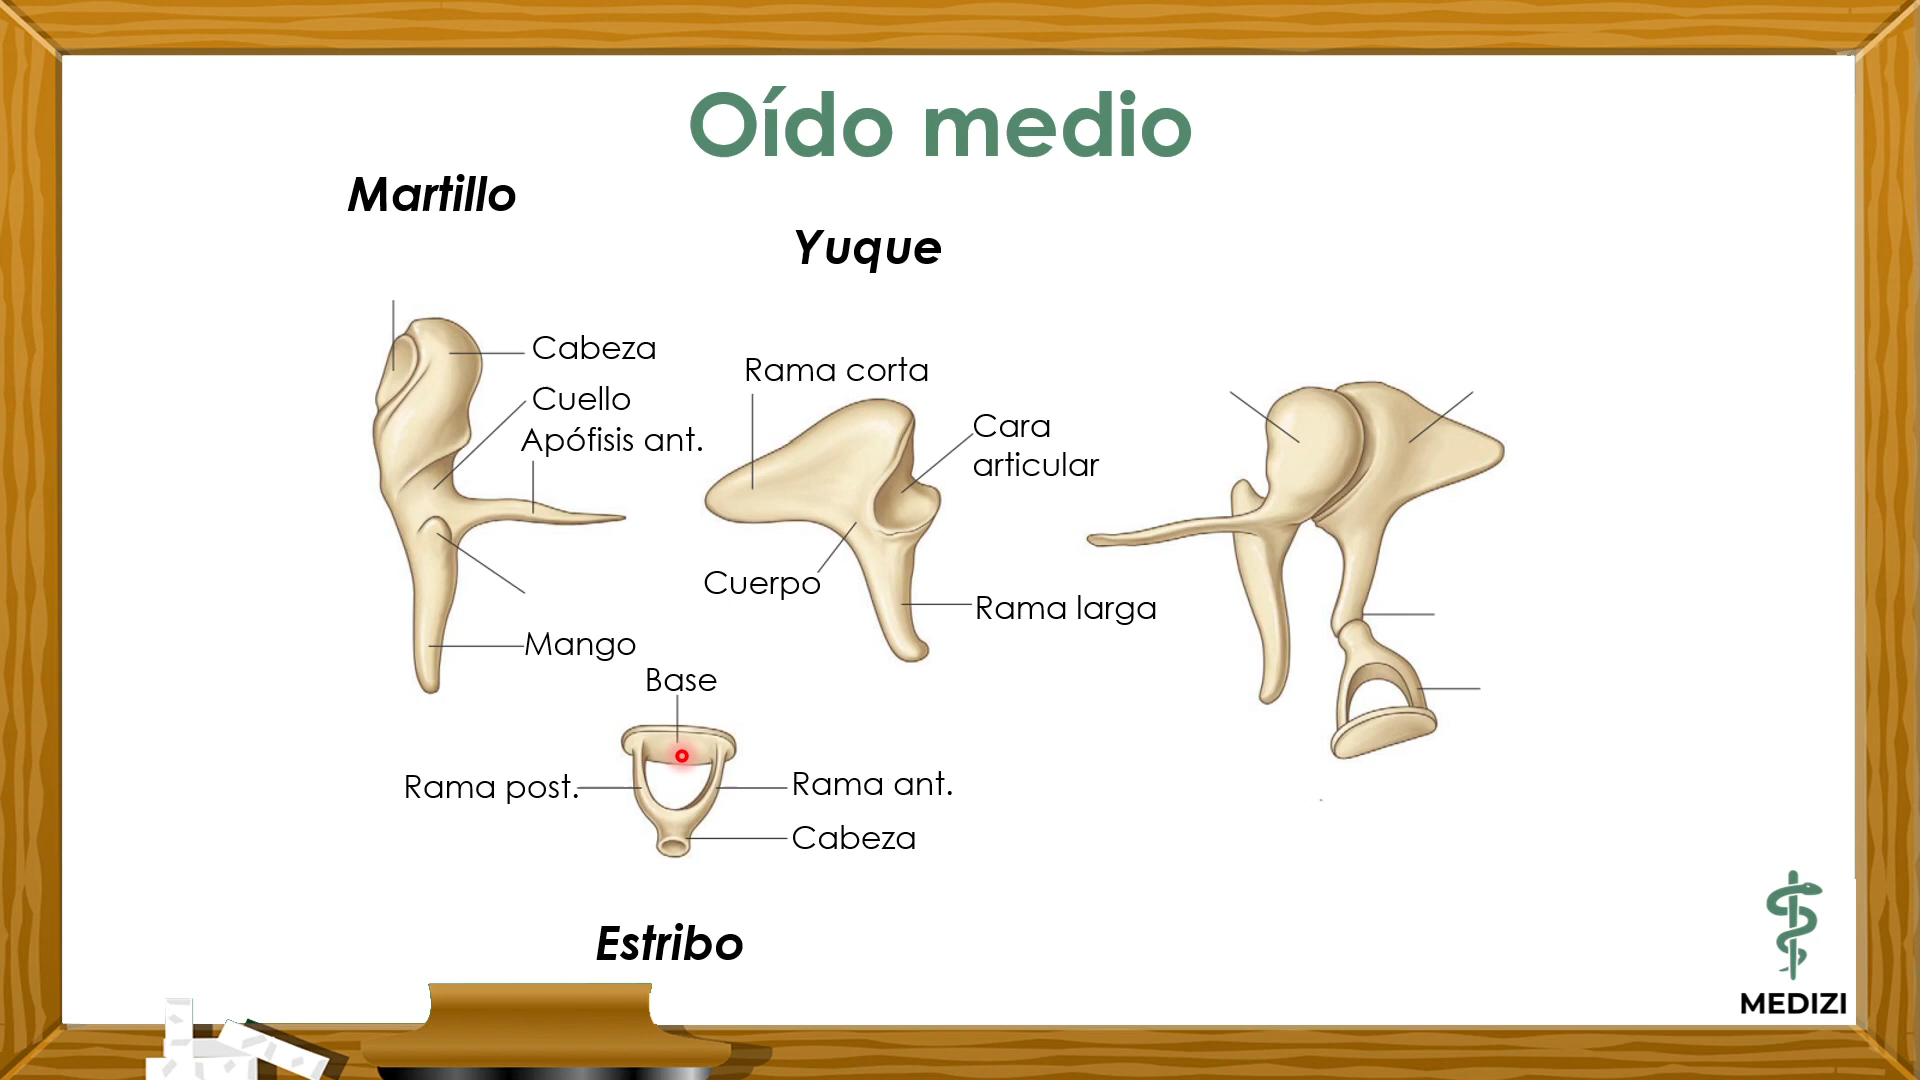 Oído medio
Martillo
Yuque
Cabeza
Cuello
Apófisis ant.
Mango
Rama corta
Cara
articular
Cuerpo
Rama larga
Base
Rama post.
Rama ant.
Cabeza
Estribo
MEDIZI